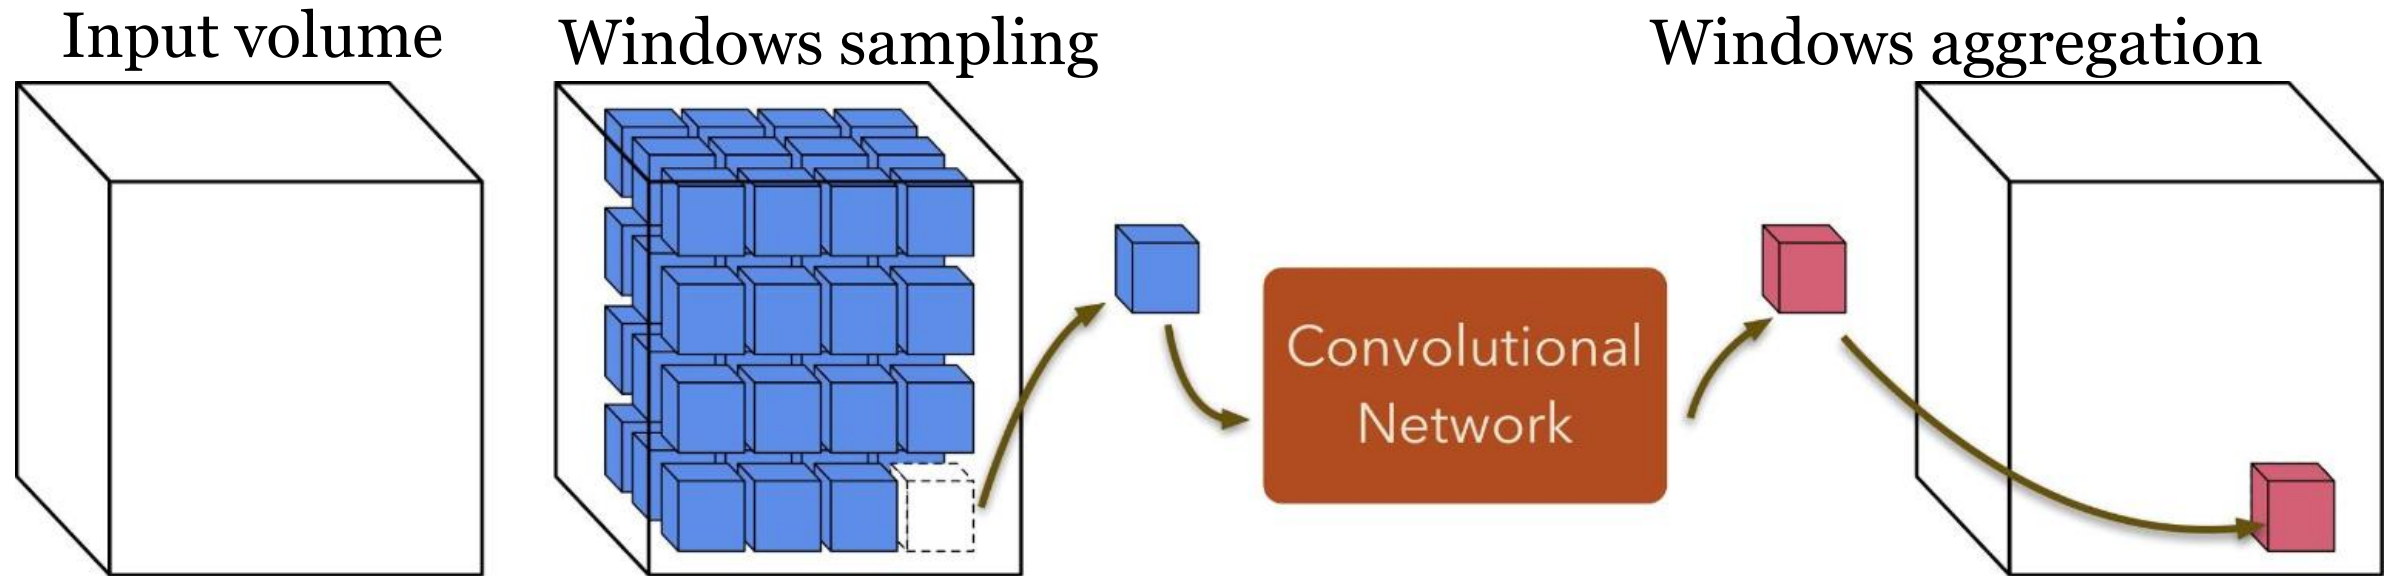 Input volume
Windows sampling
Windows aggregation
Convolutional
Network